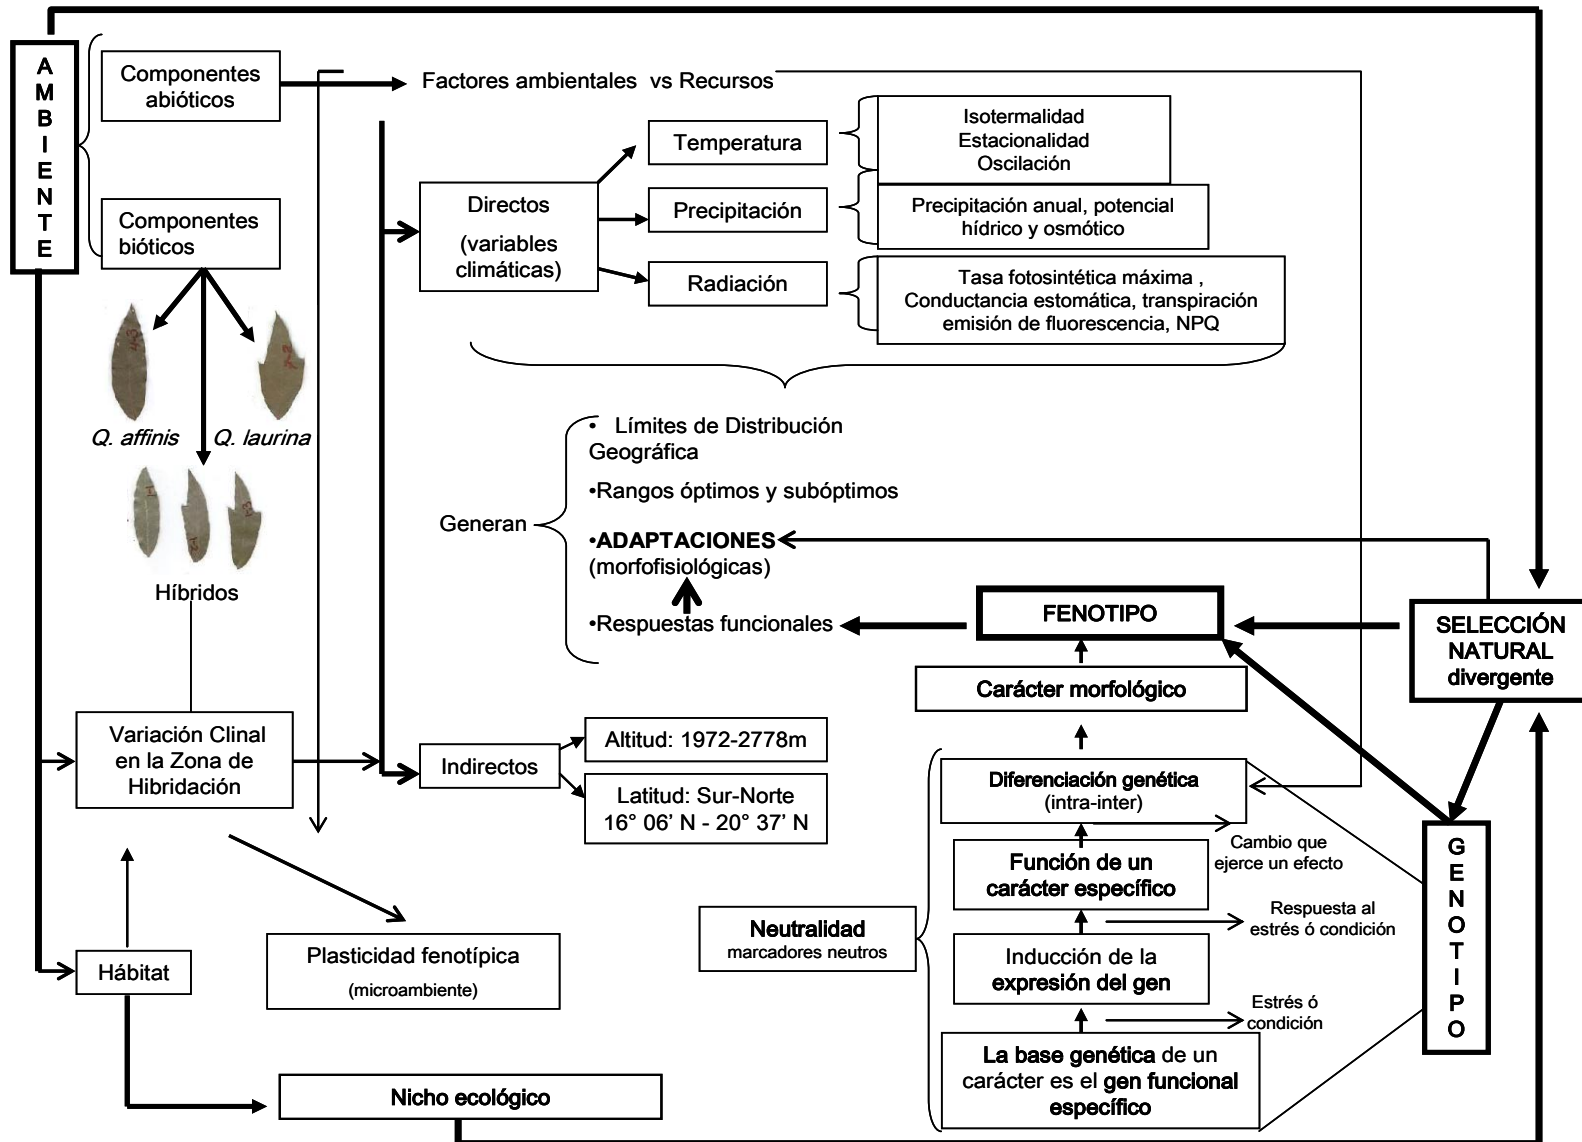 AMBIENTE
Componentes
abióticos
Factores ambientales vs Recursos
Componentes
bióticos
Q. affinis
Q. laurina
Híbridos
Directos
(variables
climáticas)
Temperatura
Isotermalidad
Estacionalidad
Oscilación
Precipitación
Precipitación anual, potencial
hídrico y osmótico
Radiación
Tasa fotosintética máxima ,
Conductancia estomática, transpiración
emisión de fluorescencia, NPQ
Generan
• Límites de Distribución
Geográfica
•Rangos óptimos y subóptimos
•ADAPTACIONES
(morfofisiológicas)
•Respuestas funcionales
FENOTIPO
SELECCIÓN
NATURAL
divergente
Carácter morfológico
Variación Clinal
en la Zona de
Hibridación
Indirectos
Altitud: 1972-2778m
Latitud: Sur-Norte
16° 06’ N - 20° 37’ N
Diferenciación genética
(intra-inter)
Cambio que
ejerce un efecto
Función de un
carácter específico
Respuesta al
estrés ó condición
Neutralidad
marcadores neutros
Inducción de la
expresión del gen
Estrés ó
condición
La base genética de un
carácter es el gen funcional
específico
GENOTIPO
Hábitat
Plasticidad fenotípica
(microambiente)
Nicho ecológico